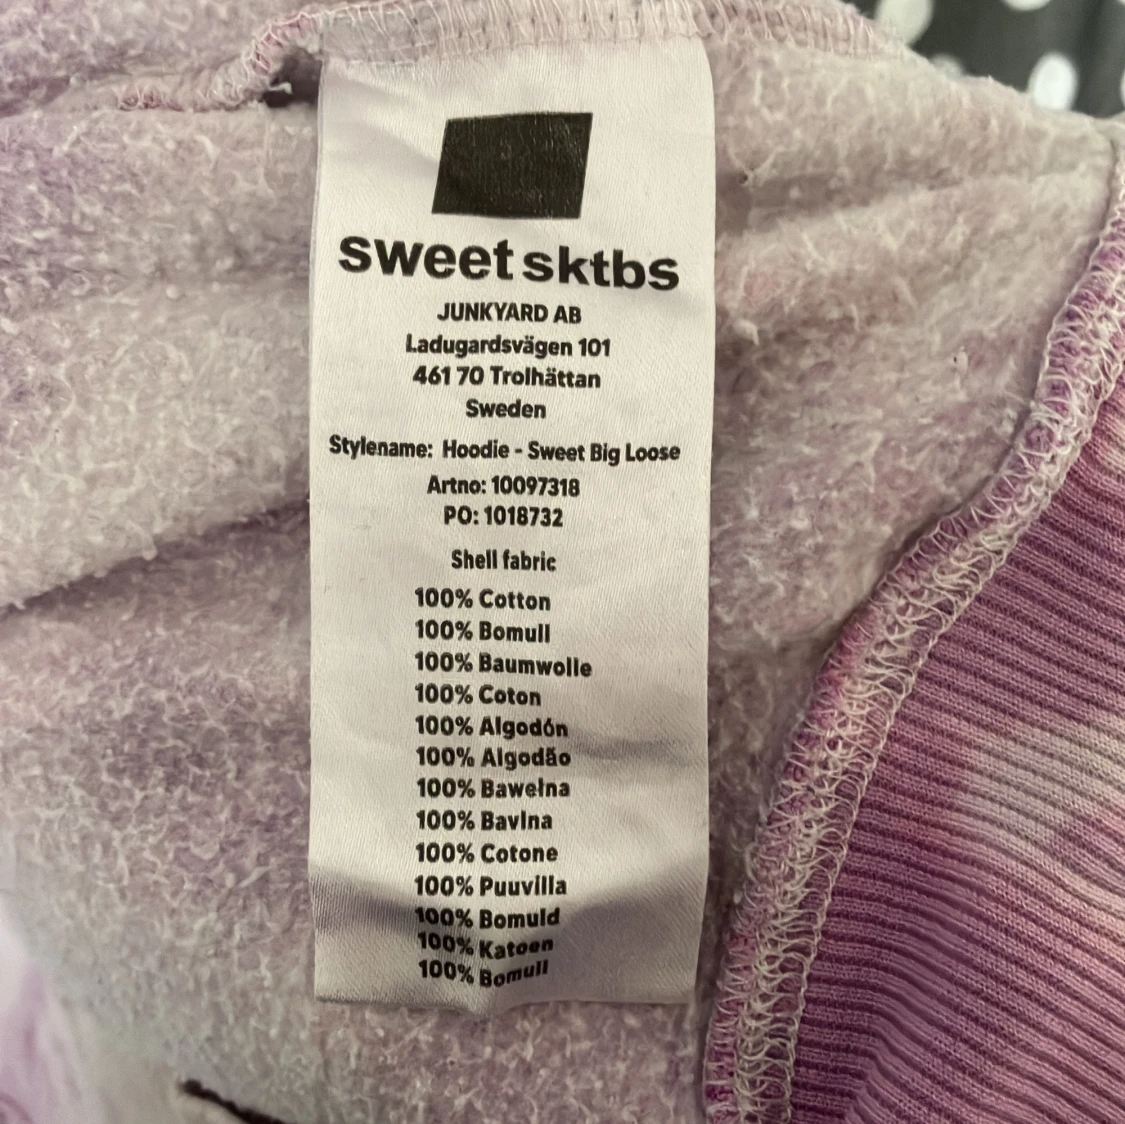 sweet sktbs
JUNKYARD AB
Ladugardsvägen 101
461 70 Trolhättan
Sweden
Stylename: Hoodie - Sweet Big Loose
Artno: 10097318
PO: 1018732
Shell fabric
100% Cotton
100% Bomull
100% Baumwolle
100% Coton
100% Algodón
100% Algodão
100% Bawełna
100% Bavlna
100% Cotone
100% Puuvilla
100% Bomuld
100% Katoen
100% Bomull